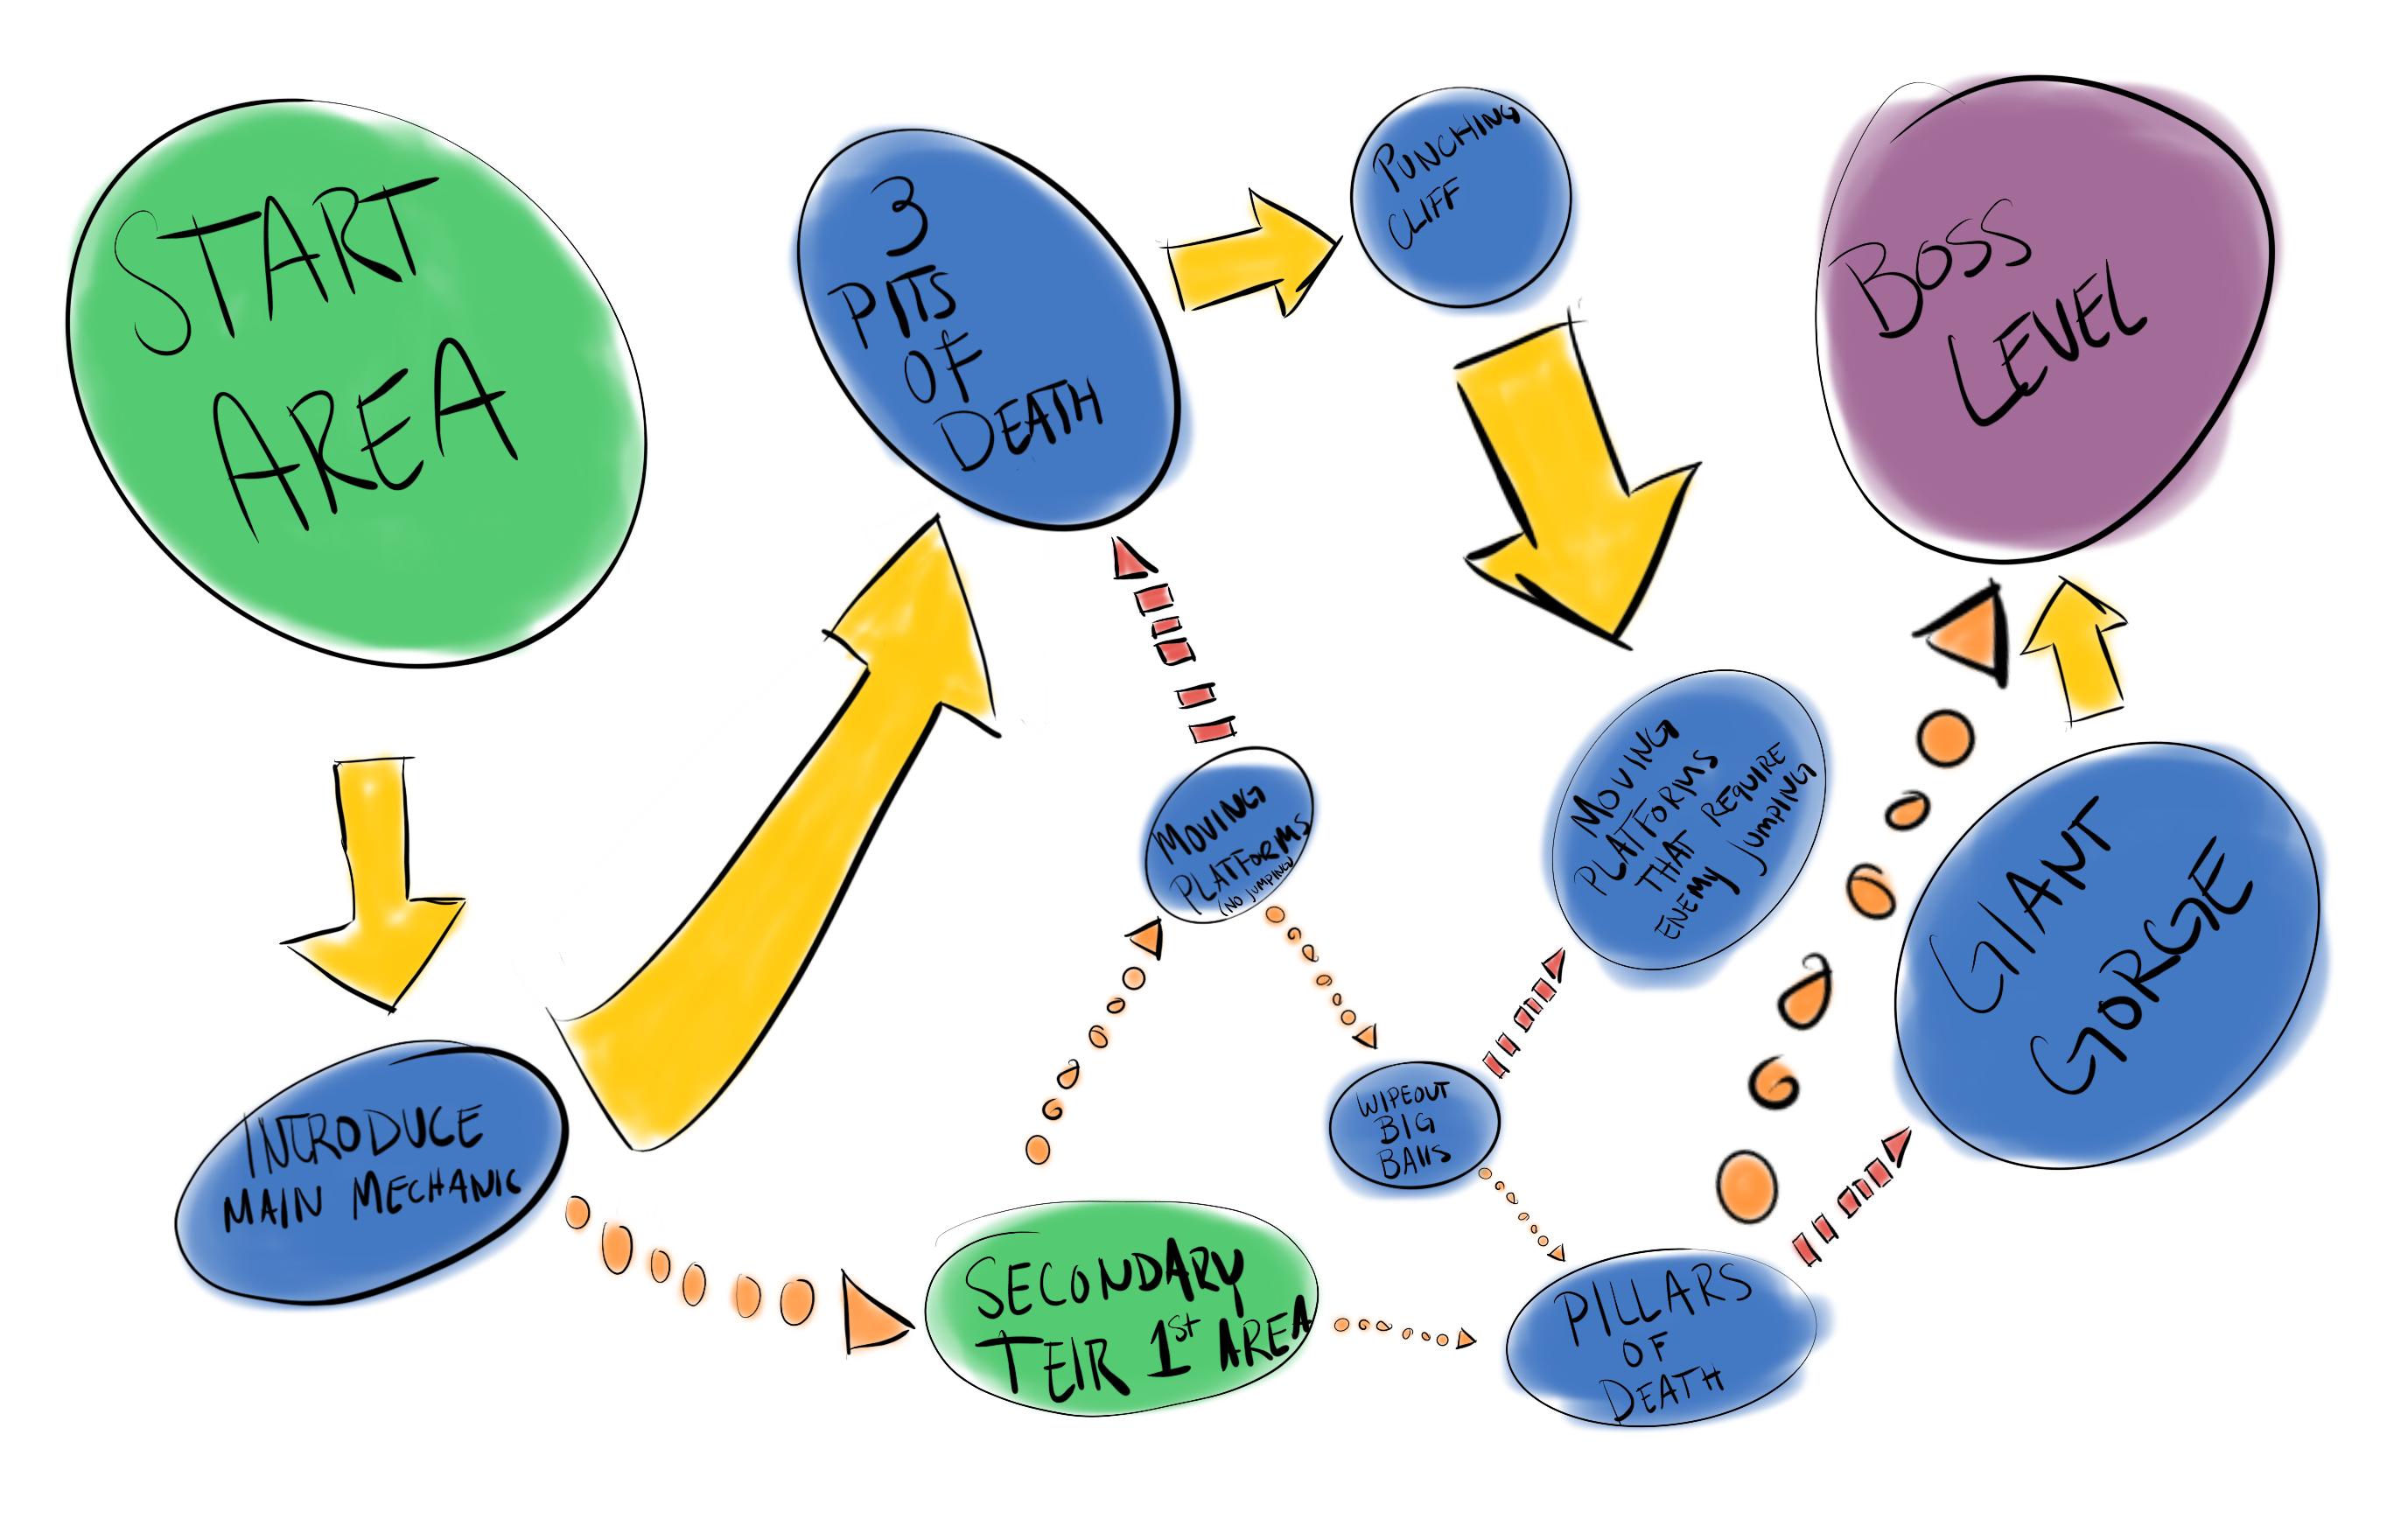 START
AREA
3
PITS
OF
DEATH
PUNCHING
CLIFF
BOSS
LEVEL
MOVING
PLATFORMS
(NO JUMPING)
MOVING
PLATFORMS
THAT REQUIRE
ENEMY JUMPING
GIANT
GORGE
INTRODUCE
MAIN MECHANIC
WIPEOUT
BIG
BAllS
SECONDARY
TEIR 1st AREA
PILLARS
OF
DEATH